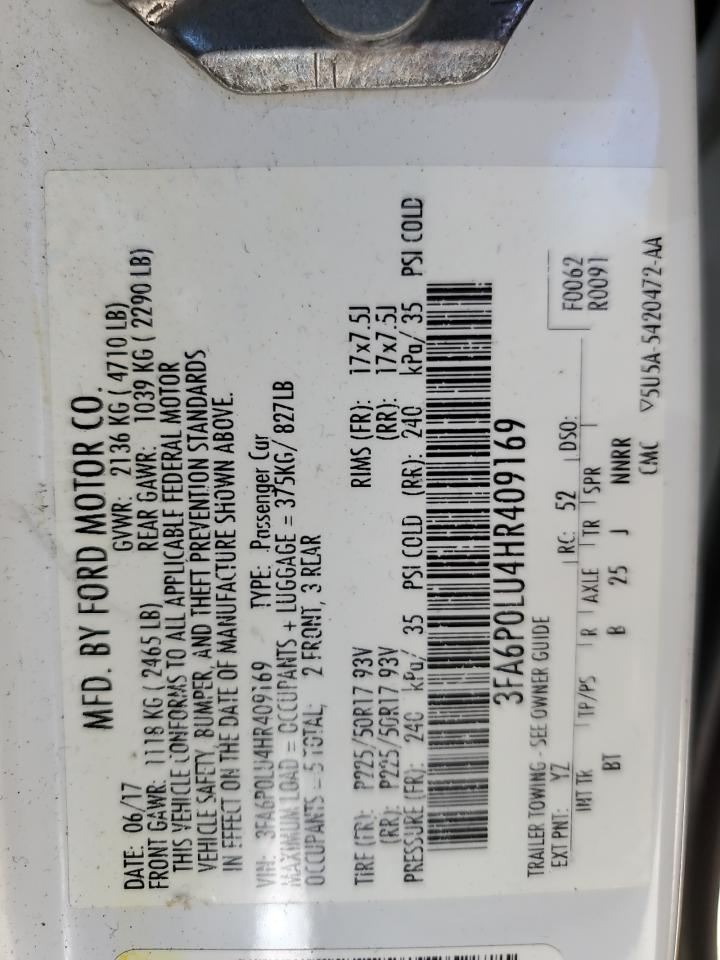 MFD. BY FORD MOTOR CO.
DATE: 06/17 GVWR: 2136 KG ( 4710 LB)
FRONT GAWR: 1118 KG ( 2465 LB) REAR GAWR: 1039 KG ( 2290 LB)
THIS VEHICLE CONFORMS TO ALL APPLICABLE FEDERAL MOTOR
VEHICLE SAFETY, BUMPER, AND THEFT PREVENTION STANDARDS
IN EFFECT ON THE DATE OF MANUFACTURE SHOWN ABOVE.
VIN: 3FA6P0LU4HR409169 TYPE: Passenger Car
MAXIMUM LOAD = OCCUPANTS + LUGGAGE = 375KG/ 827LB
OCCUPANTS = 5 TOTAL, 2 FRONT, 3 REAR
TIRE (FR): P225/50R17 93V RIMS (FR): 17x7.5J
(RR): P225/50R17 93V (RR): 17x7.5J
PRESSURE (FR): 240 kPa/ 35 PSI COLD (RR): 240 kPa/ 35 PSI COLD
3FA6P0LU4HR409169
TRAILER TOWING - SEE OWNER GUIDE F0062
EXT PNT: YZ RC: 52 DSO: R0091
INT TR TP/PS R AXLE TR SPR
BT B 25 J NNRR
CMC ▽5U5A-5420472-AA